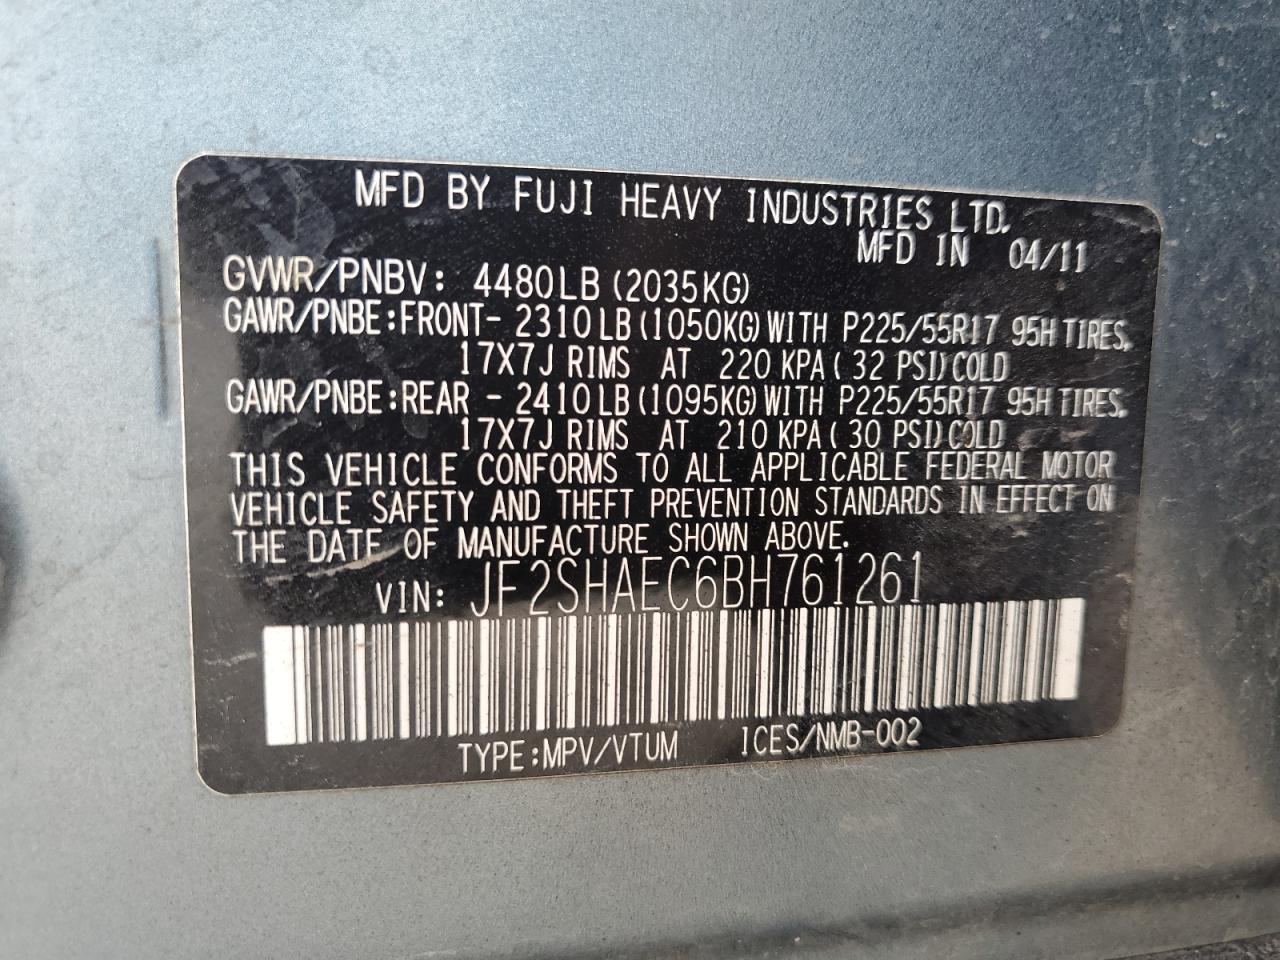 MFD BY FUJI HEAVY INDUSTRIES LTD.
MFD IN 04/11
GVWR/PNBV: 4480LB (2035KG)
GAWR/PNBE:FRONT- 2310LB(1050KG)WITH P225/55R17 95H TIRES,
17X7J RIMS AT 220 KPA( 32 PSI)COLD
GAWR/PNBE:REAR - 2410LB(1095KG)WITH P225/55R17 95H TIRES,
17X7J RIMS AT 210 KPA( 30 PSI)COLD
THIS VEHICLE CONFORMS TO ALL APPLICABLE FEDERAL MOTOR
VEHICLE SAFETY AND THEFT PREVENTION STANDARDS IN EFFECT ON
THE DATE OF MANUFACTURE SHOWN ABOVE.
VIN: JF2SHAEC6BH761261
TYPE:MPV/VTUM ICES/NMB-002